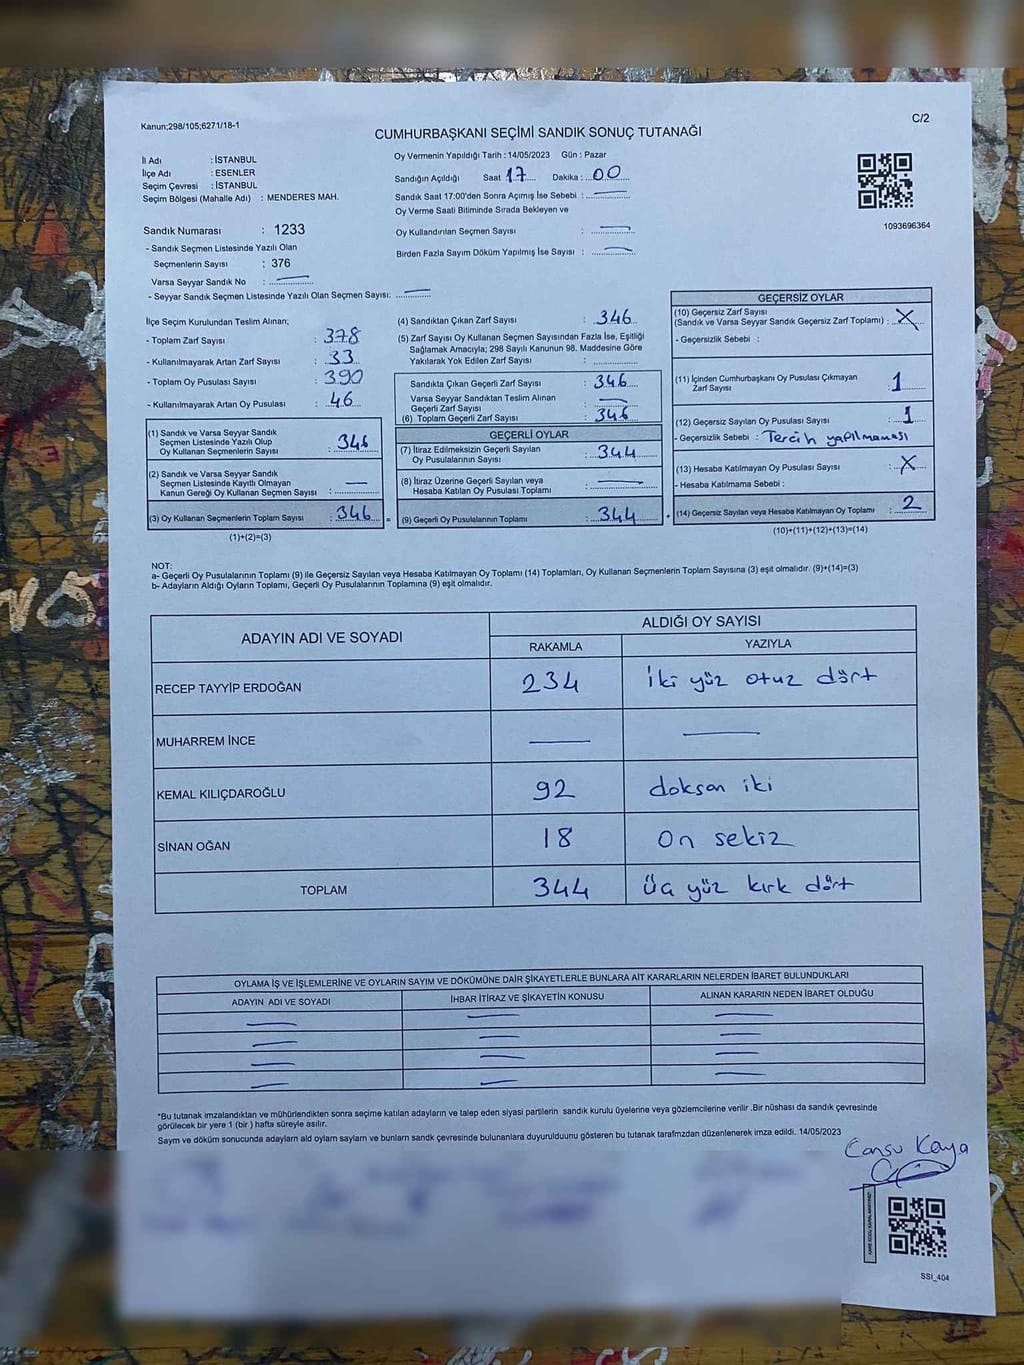 Kanun;298/105;6271/18-1
C/2
CUMHURBAŞKANI SEÇİMİ SANDIK SONUÇ TUTANAĞI
İl Adı : İSTANBUL
İlçe Adı : ESENLER
Seçim Çevresi : İSTANBUL
Seçim Bölgesi (Mahalle Adı) : MENDERES MAH.
Oy Vermenin Yapıldığı Tarih : 14/05/2023 Gün : Pazar
Sandığın Açıldığı Saat 17 Dakika : 00
Sandık Saat 17:00'den Sonra Açımış İse Sebebi :
Oy Verme Saati Bitiminde Sırada Bekleyen ve
Oy Kullandırılan Seçmen Sayısı :
Birden Fazla Sayım Döküm Yapılmış İse Sayısı :
1093696364
Sandık Numarası : 1233
- Sandık Seçmen Listesinde Yazılı Olan
Seçmenlerin Sayısı : 376
Varsa Seyyar Sandık No :
- Seyyar Sandık Seçmen Listesinde Yazılı Olan Seçmen Sayısı:
İlçe Seçim Kurulundan Teslim Alınan;
- Toplam Zarf Sayısı : 378
- Kullanılmayarak Artan Zarf Sayısı : 33
- Toplam Oy Pusulası Sayısı : 390
- Kullanılmayarak Artan Oy Pusulası : 46
(1) Sandık ve Varsa Seyyar Sandık
Seçmen Listesinde Yazılı Olup
Oy Kullanan Seçmenlerin Sayısı : 346
(2) Sandık ve Varsa Seyyar Sandık
Seçmen Listesinde Kayıtlı Olmayan
Kanun Gereği Oy Kullanan Seçmen Sayısı :
(3) Oy Kullanan Seçmenlerin Toplam Sayısı : 346 =
(1)+(2)=(3)
(4) Sandıktan Çıkan Zarf Sayısı : 346
(5) Zarf Sayısı Oy Kullanan Seçmen Sayısından Fazla İse, Eşitliği
Sağlamak Amacıyla; 298 Sayılı Kanunun 98. Maddesine Göre
Yakılarak Yok Edilen Zarf Sayısı :
Sandıkta Çıkan Geçerli Zarf Sayısı : 346
Varsa Seyyar Sandıktan Teslim Alınan
Geçerli Zarf Sayısı :
(6) Toplam Geçerli Zarf Sayısı : 346
GEÇERLİ OYLAR
(7) İtiraz Edilmeksizin Geçerli Sayılan
Oy Pusulalarının Sayısı : 344
(8) İtiraz Üzerine Geçerli Sayılan veya
Hesaba Katılan Oy Pusulası Toplamı :
(9) Geçerli Oy Pusulalarının Toplamı : 344 +
GEÇERSİZ OYLAR
(10) Geçersiz Zarf Sayısı
(Sandık ve Varsa Seyyar Sandık Geçersiz Zarf Toplamı) : X
- Geçersizlik Sebebi :
(11) İçinden Cumhurbaşkanı Oy Pusulası Çıkmayan
Zarf Sayısı : 1
(12) Geçersiz Sayılan Oy Pusulası Sayısı : 1
- Geçersizlik Sebebi : Tercih yapılmaması
(13) Hesaba Katılmayan Oy Pusulası Sayısı : X
- Hesaba Katılmama Sebebi :
(14) Geçersiz Sayılan veya Hesaba Katılmayan Oy Toplamı : 2
(10)+(11)+(12)+(13)=(14)
NOT:
a- Geçerli Oy Pusulalarının Toplamı (9) ile Geçersiz Sayılan veya Hesaba Katılmayan Oy Toplamı (14) Toplamları, Oy Kullanan Seçmenlerin Toplam Sayısına (3) eşit olmalıdır. (9)+(14)=(3)
b- Adayların Aldığı Oyların Toplamı, Geçerli Oy Pusulalarının Toplamına (9) eşit olmalıdır.
ADAYIN ADI VE SOYADI
ALDIĞI OY SAYISI
RAKAMLA YAZIYLA
RECEP TAYYİP ERDOĞAN 234 iki yüz otuz dört
MUHARREM İNCE
KEMAL KILIÇDAROĞLU 92 doksan iki
SİNAN OĞAN 18 On sekiz
TOPLAM 344 Üç yüz kırk dört
OYLAMA İŞ VE İŞLEMLERİNE VE OYLARIN SAYIM VE DÖKÜMÜNE DAİR ŞİKAYETLERLE BUNLARA AİT KARARLARIN NELERDEN İBARET BULUNDUKLARI
ADAYIN ADI VE SOYADI İHBAR İTİRAZ VE ŞİKAYETİN KONUSU ALINAN KARARIN NEDEN İBARET OLDUĞU
*Bu tutanak imzalandıktan ve mühürlendikten sonra seçime katılan adayların ve talep eden siyasi partilerin sandık kurulu üyelerine veya gözlemcilerine verilir .Bir nüshası da sandık çevresinde
görülecek bir yere 1 (bir ) hafta süreyle asılır.
Sayım ve döküm sonucunda adayların ald oyların sayıların ve bunların sandk çevresinde bulunanlara duyurulduunu gösteren bu tutanak tarafmzdan düzenlenerek imza edildi. 14/05/2023
Cansu Kaya
SSI_404